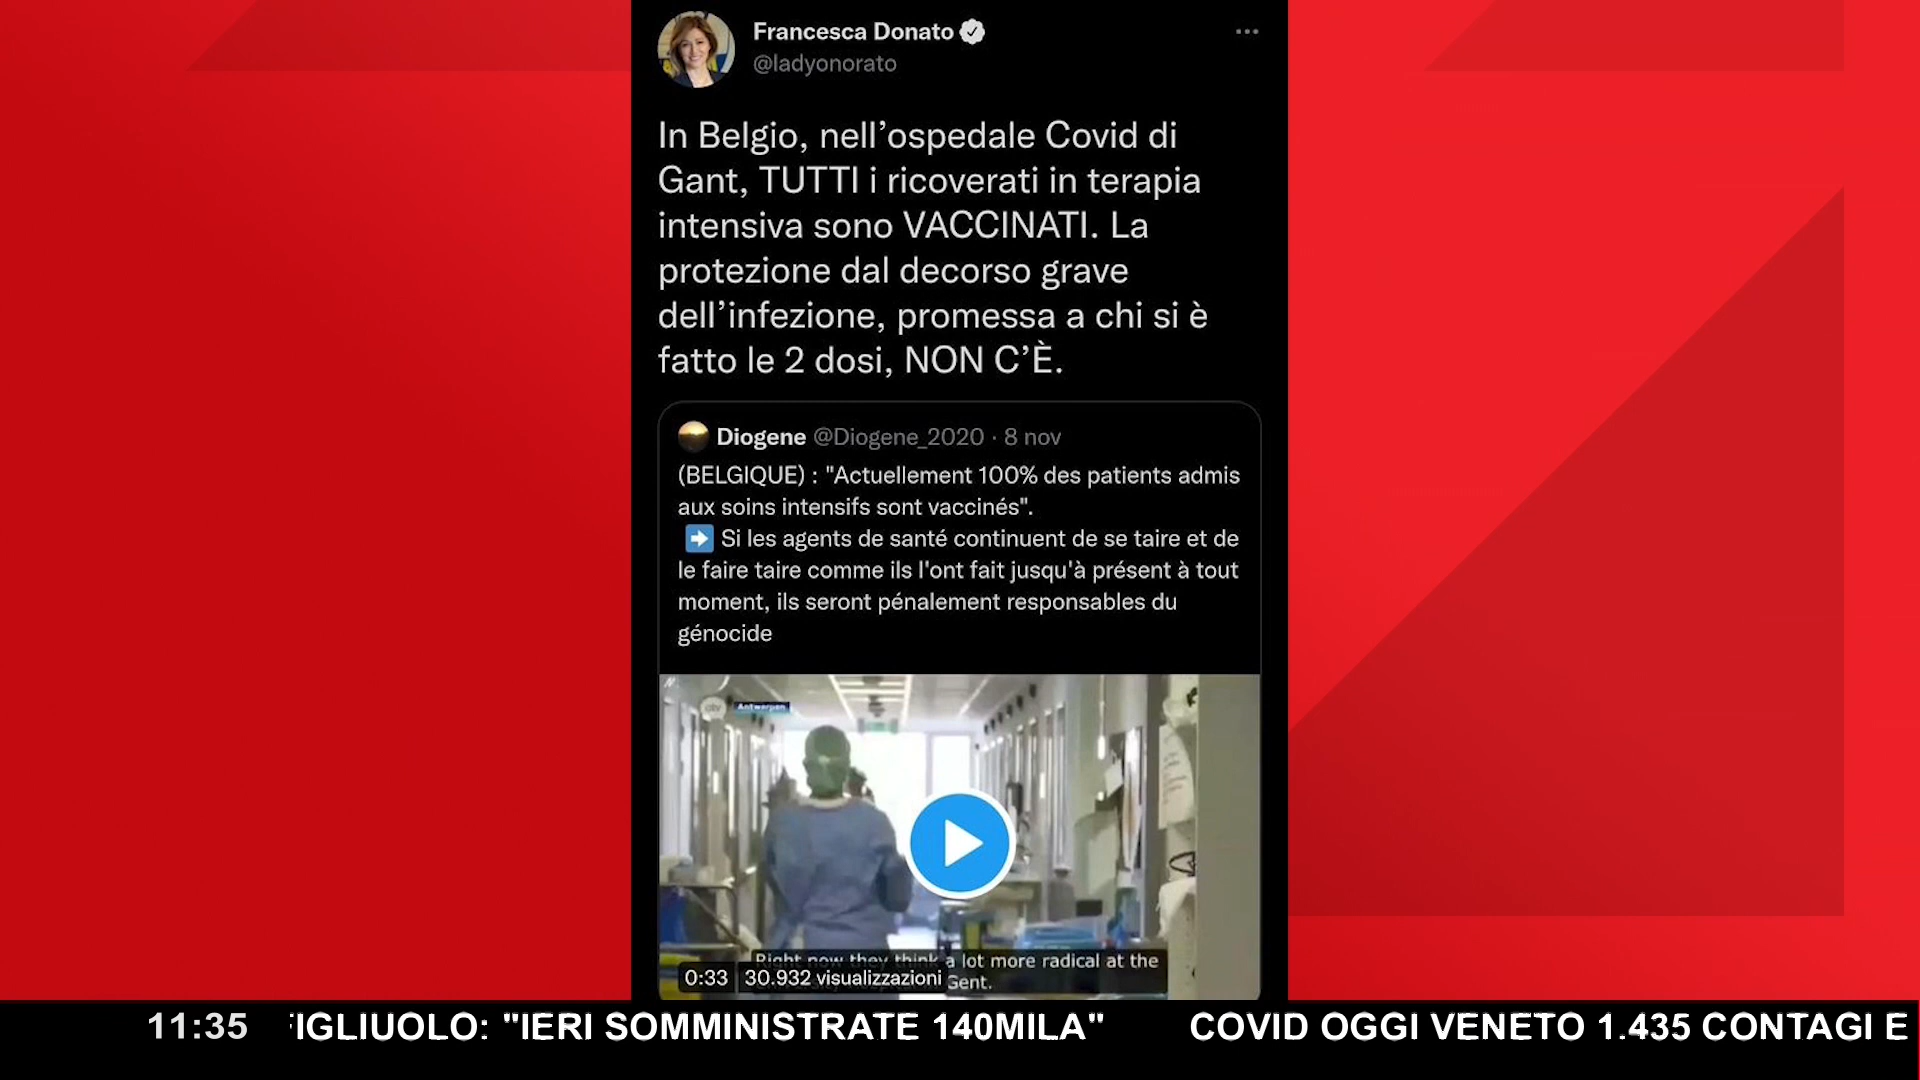 Francesca Donato
@ladyonorato
In Belgio, nell’ospedale Covid di
Gant, TUTTI i ricoverati in terapia
intensiva sono VACCINATI. La
protezione dal decorso grave
dell’infezione, promessa a chi si è
fatto le 2 dosi, NON C’È.
Diogene @Diogene_2020 · 8 nov
(BELGIQUE) : "Actuellement 100% des patients admis
aux soins intensifs sont vaccinés".
Si les agents de santé continuent de se taire et de
le faire taire comme ils l'ont fait jusqu'à présent à tout
moment, ils seront pénalement responsables du
génocide
atv Antwerpen
Right now they think a lot more radical at the
Gent.
0:33 30.932 visualizzazioni
11:35 IGLIUOLO: "IERI SOMMINISTRATE 140MILA" COVID OGGI VENETO 1.435 CONTAGI E